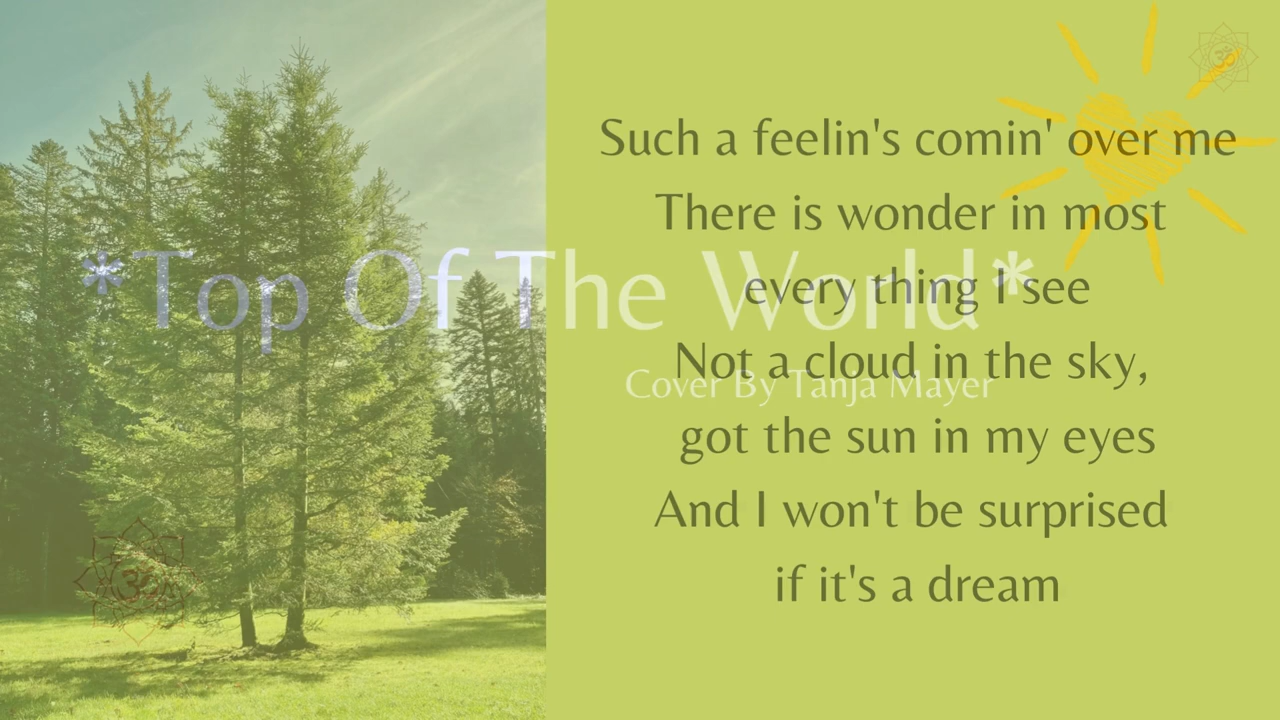 Such a feelin's comin' over me
There is wonder in most
*Top Of The World*
every thing I see
Not a cloud in the sky,
Cover By Tanja Mayer
got the sun in my eyes
And I won't be surprised
if it's a dream
ॐ
ॐ